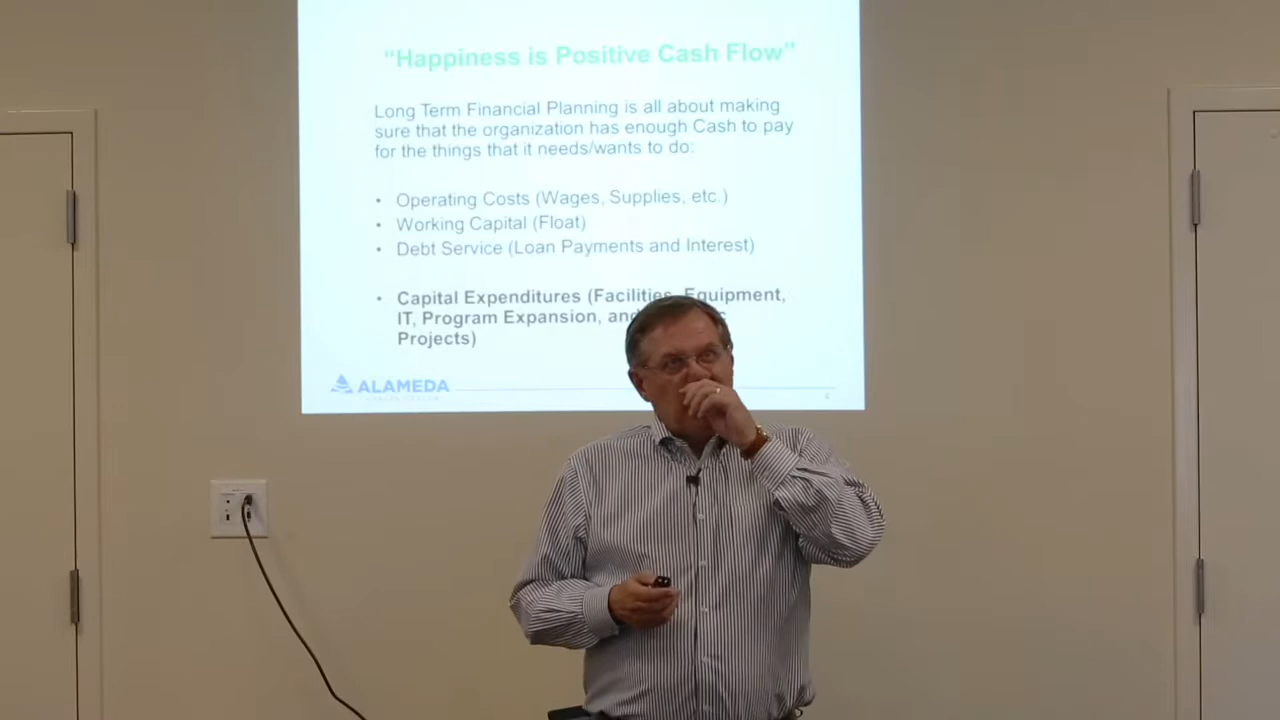 “Happiness is Positive Cash Flow”
Long Term Financial Planning is all about making
sure that the organization has enough Cash to pay
for the things that it needs/wants to do:
• Operating Costs (Wages, Supplies, etc.)
• Working Capital (Float)
• Debt Service (Loan Payments and Interest)
• Capital Expenditures (Facilities, Equipment,
IT, Program Expansion, and
Projects)
ALAMEDA